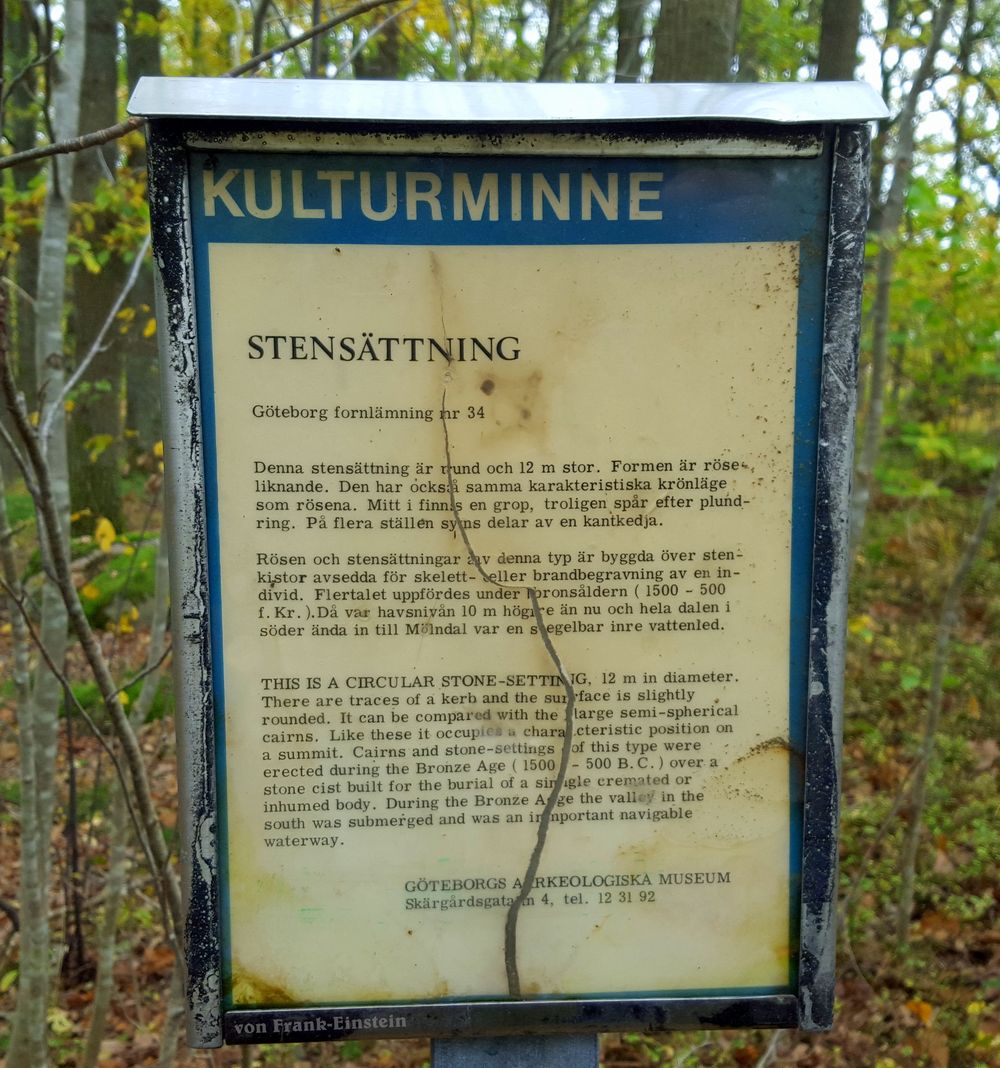 KULTURMINNE
STENSÄTTNING
Göteborg fornlämning nr 34
Denna stensättning är rund och 12 m stor. Formen är röse-
liknande. Den har också samma karakteristiska krönläge
som rösena. Mitt i finns en grop, troligen spår efter plund-
ring. På flera ställen syns delar av en kantkedja.
Rösen och stensättningar av denna typ är byggda över sten-
kistor avsedda för skelett- eller brandbegravning av en in-
divid. Flertalet uppfördes under bronsåldern ( 1500 - 500
f. Kr. ).Då var havsnivån 10 m högre än nu och hela dalen i
söder ända in till Mölndal var en segelbar inre vattenled.
THIS IS A CIRCULAR STONE-SETTING, 12 m in diameter.
There are traces of a kerb and the surface is slightly
rounded. It can be compared with the large semi-spherical
cairns. Like these it occupies a characteristic position on
a summit. Cairns and stone-settings of this type were
erected during the Bronze Age ( 1500 - 500 B.C. ) over a
stone cist built for the burial of a single cremated or
inhumed body. During the Bronze Age the valley in the
south was submerged and was an important navigable
waterway.
GÖTEBORGS ARKEOLOGISKA MUSEUM
Skärgårdsgatan 4, tel. 12 31 92
von Frank-Einstein